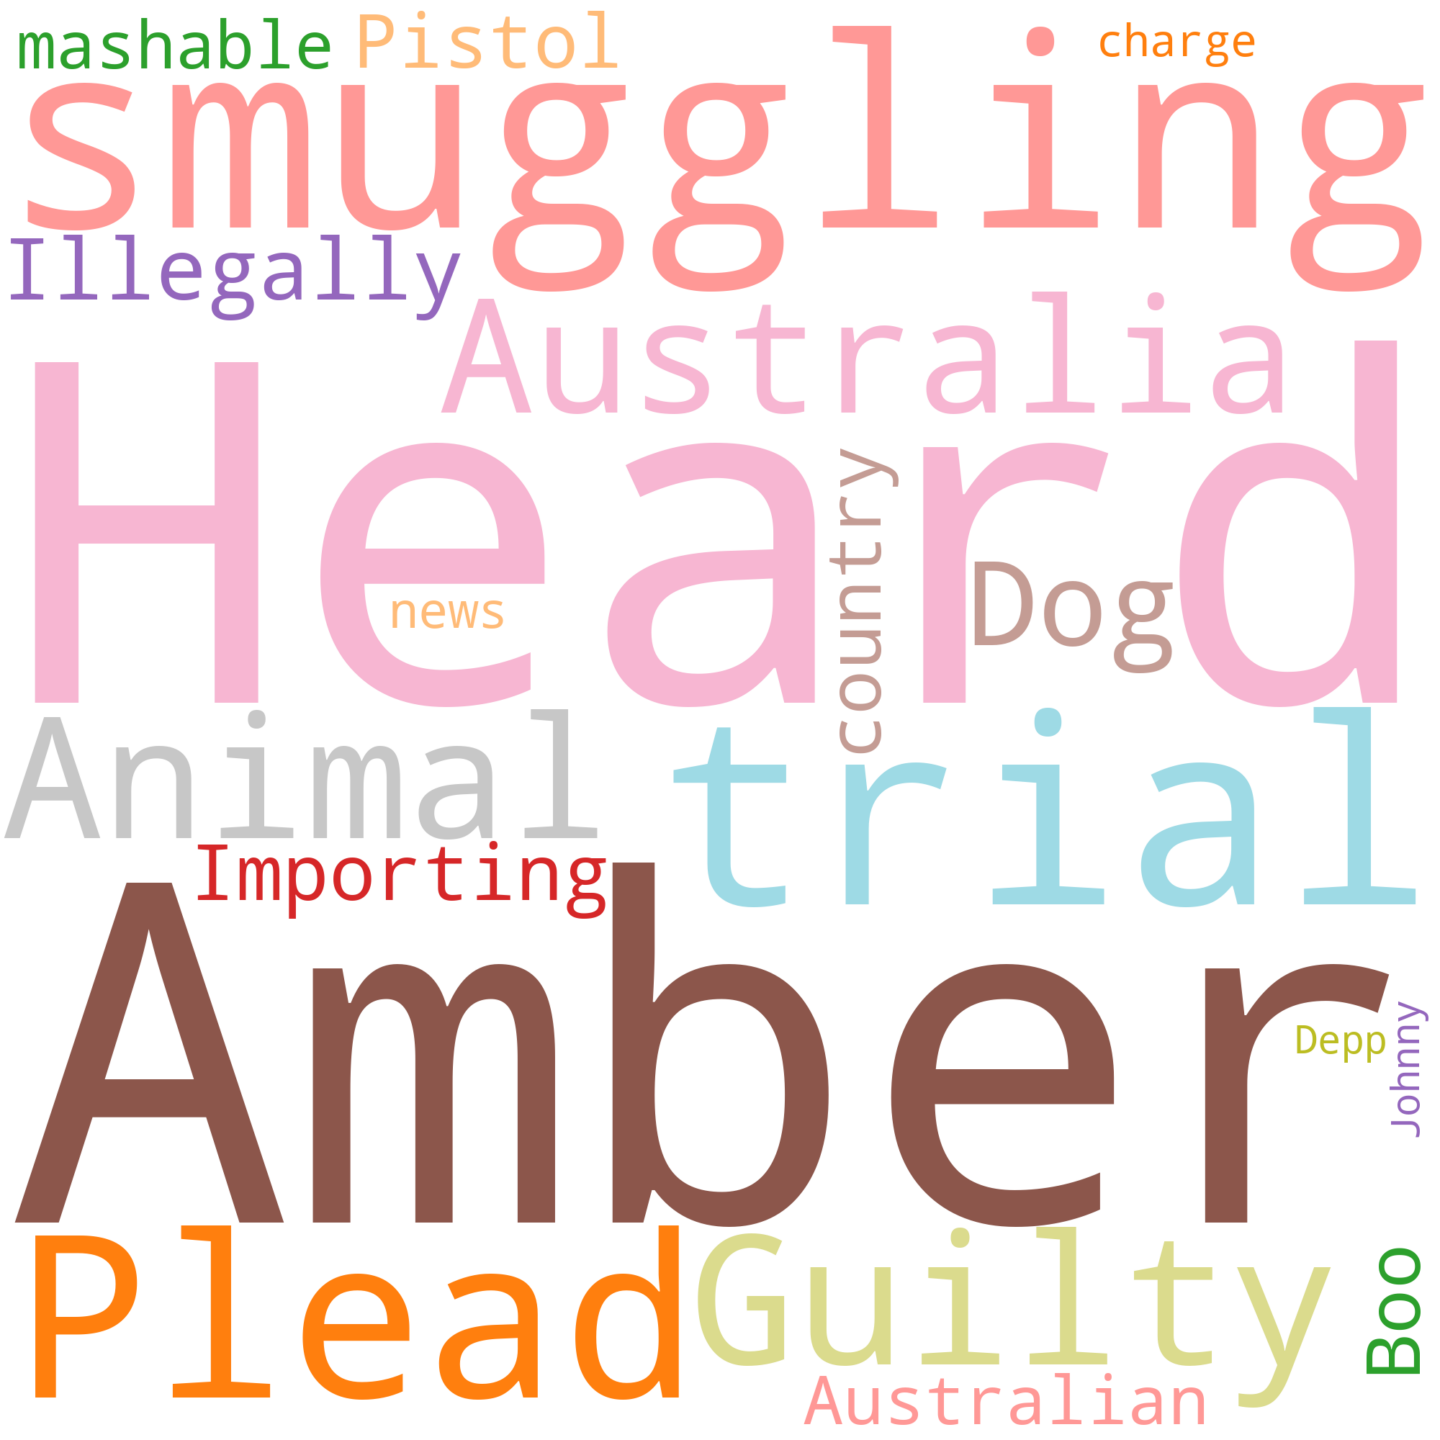 mashable
Pistol
charge
smuggling
Illegally
Australia
Heard
country
Dog
news
Animal
trial
Importing
Amber
Depp
Johnny
Plead
Guilty
Boo
Australian